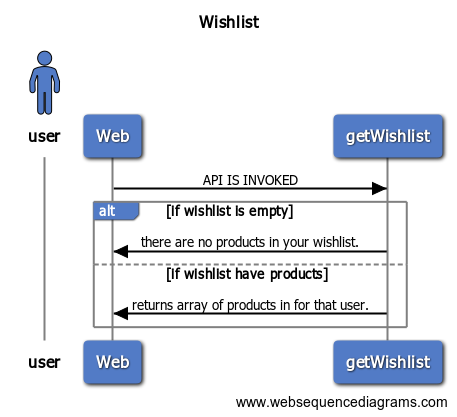 Wishlist
user
Web
getWishlist
API IS INVOKED
alt
[if wishlist is empty]
there are no products in your wishlist.
[if wishlist have products]
returns array of products in for that user.
user
Web
getWishlist
www.websequencediagrams.com